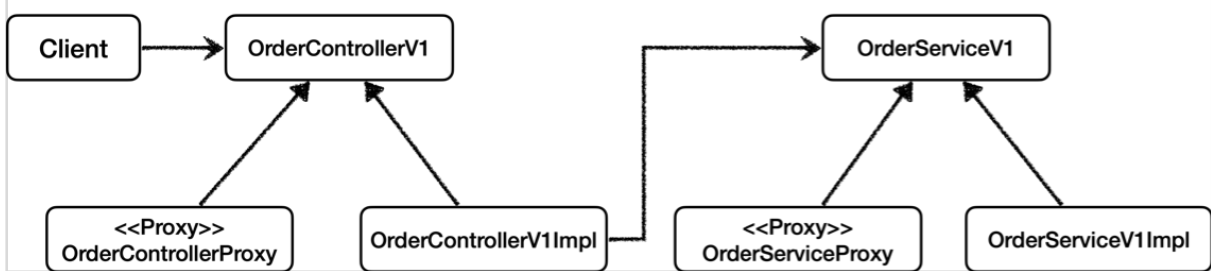 Client
OrderControllerV1
OrderServiceV1
<<Proxy>>
OrderControllerProxy
OrderControllerV1Impl
<<Proxy>>
OrderServiceProxy
OrderServiceV1Impl